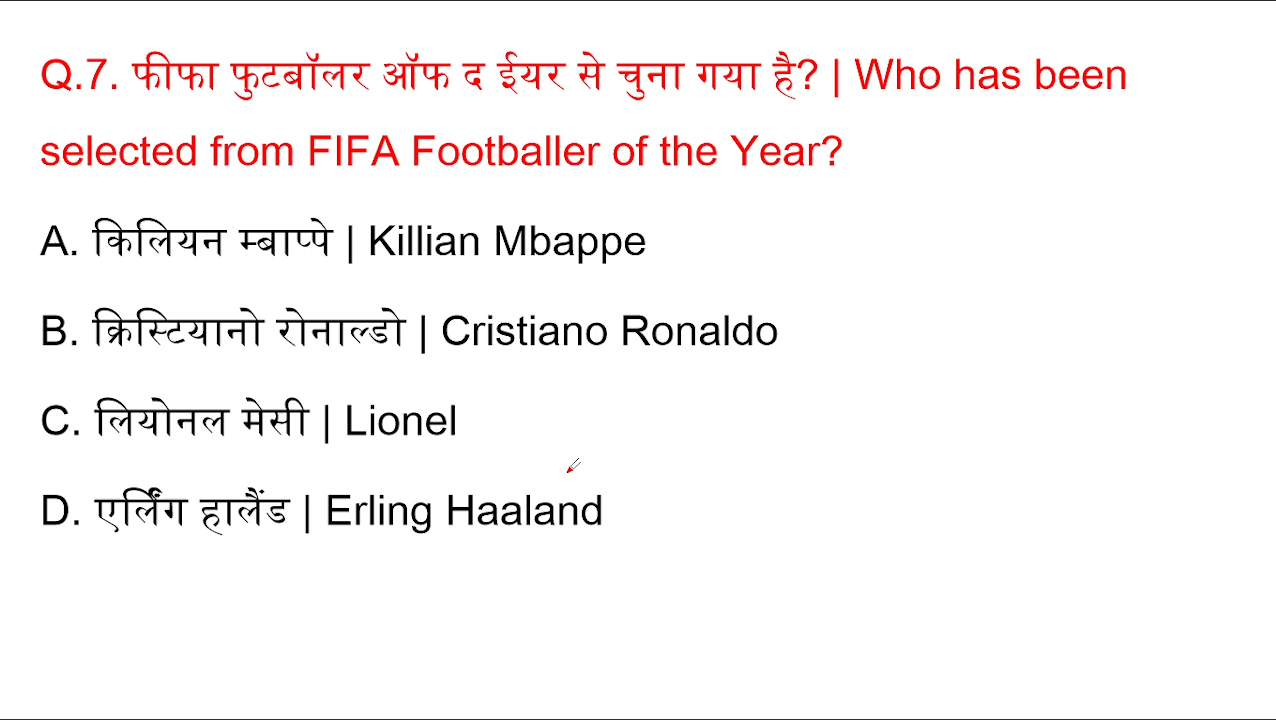 Q.7. फीफा फुटबॉलर ऑफ द ईयर से चुना गया है? | Who has been
selected from FIFA Footballer of the Year?
A. किलियन म्बाप्पे | Killian Mbappe
B. क्रिस्टियानो रोनाल्डो | Cristiano Ronaldo
C. लियोनल मेसी | Lionel
D. एर्लिंग हालैंड | Erling Haaland